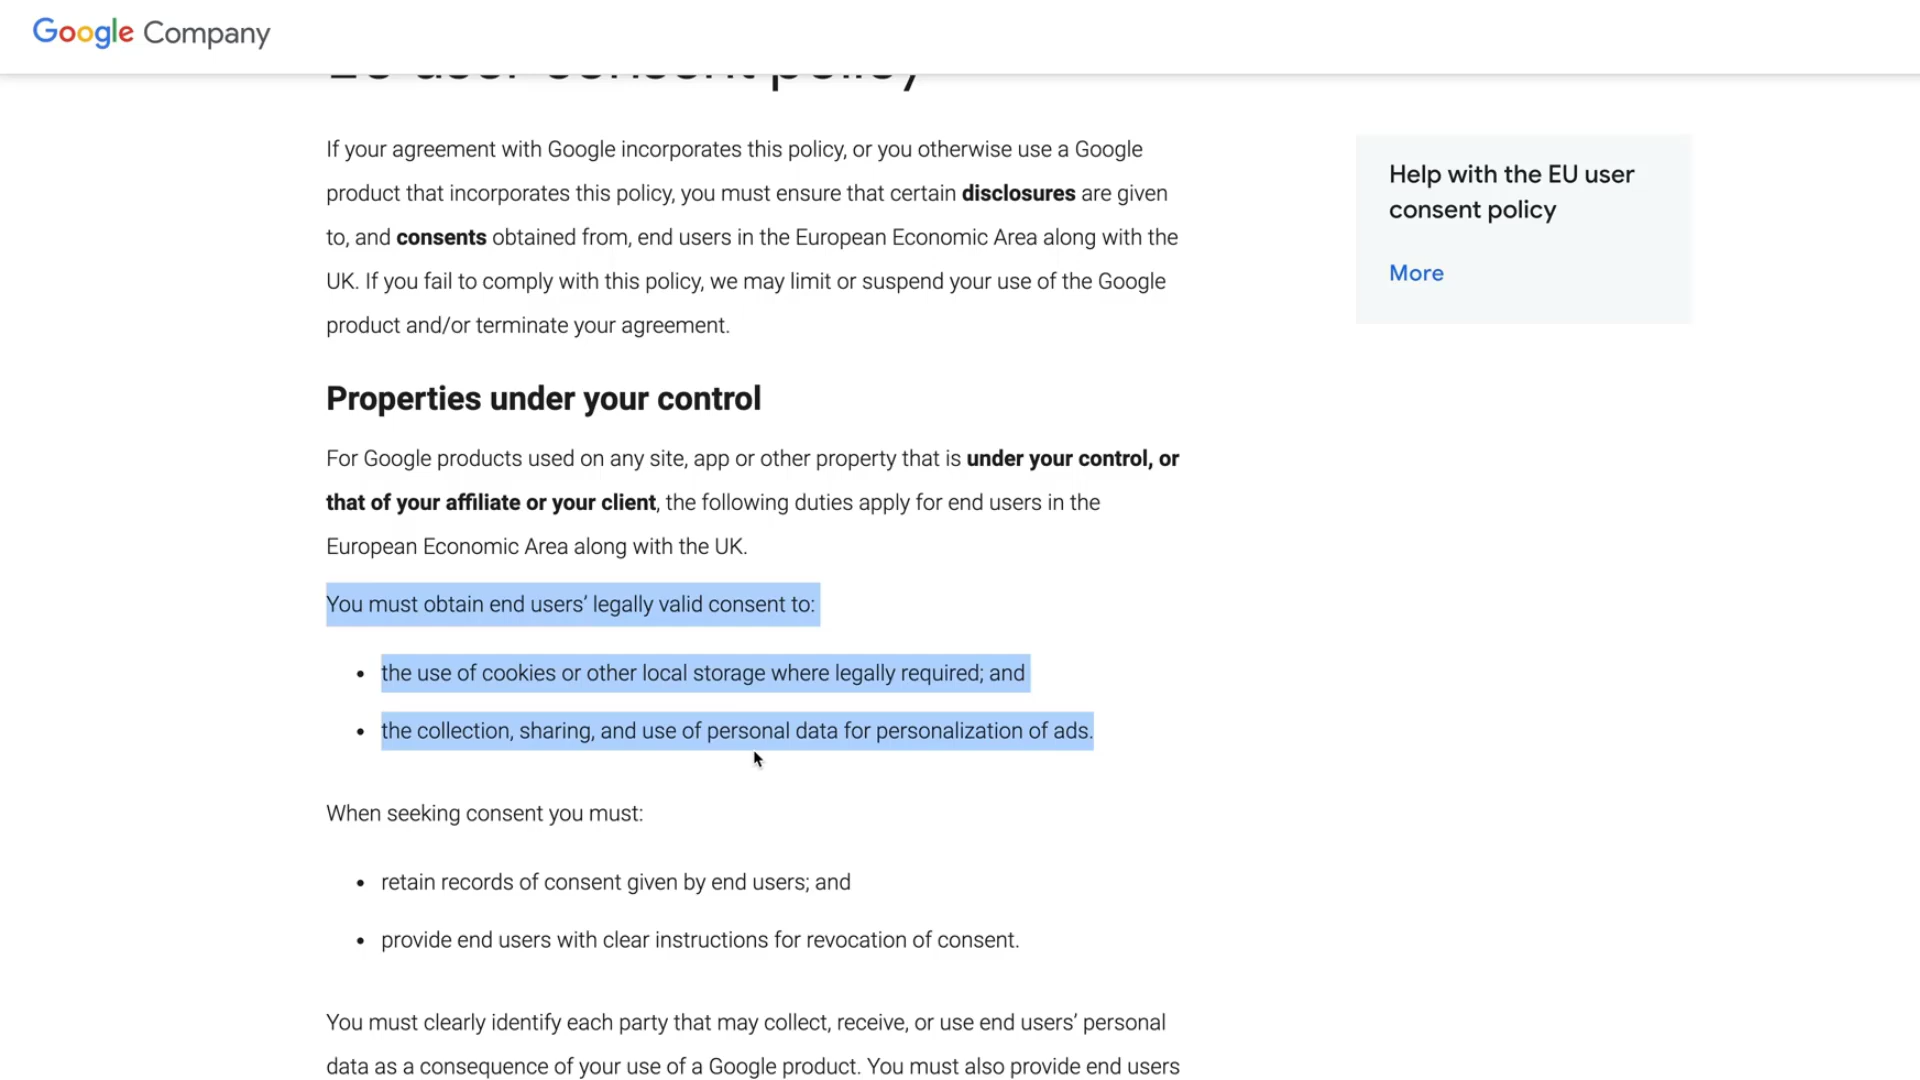 Google Company
EU user consent policy
If your agreement with Google incorporates this policy, or you otherwise use a Google
product that incorporates this policy, you must ensure that certain disclosures are given
to, and consents obtained from, end users in the European Economic Area along with the
UK. If you fail to comply with this policy, we may limit or suspend your use of the Google
product and/or terminate your agreement.
Help with the EU user
consent policy
More
Properties under your control
For Google products used on any site, app or other property that is under your control, or
that of your affiliate or your client, the following duties apply for end users in the
European Economic Area along with the UK.
You must obtain end users’ legally valid consent to:
• the use of cookies or other local storage where legally required; and
• the collection, sharing, and use of personal data for personalization of ads.
When seeking consent you must:
• retain records of consent given by end users; and
• provide end users with clear instructions for revocation of consent.
You must clearly identify each party that may collect, receive, or use end users’ personal
data as a consequence of your use of a Google product. You must also provide end users